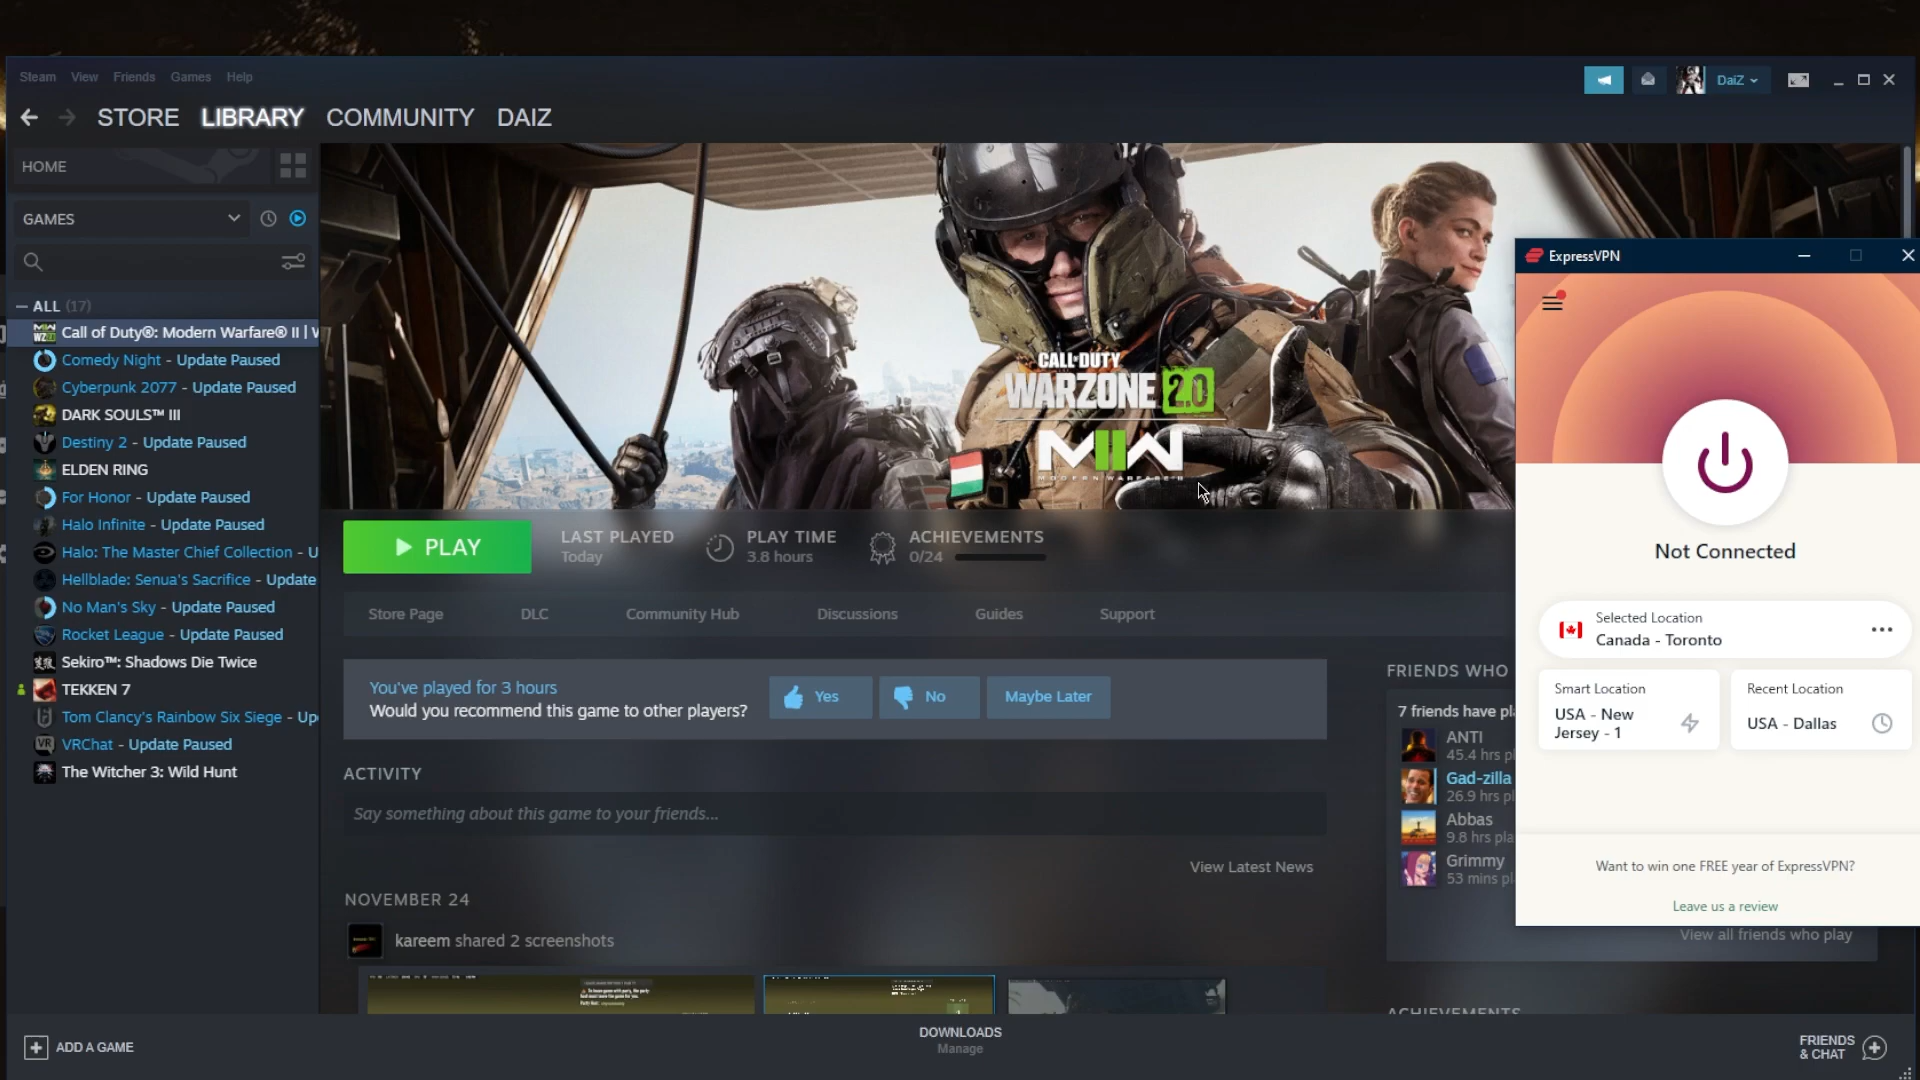 Steam View Friends Games Help
DaiZ
STORE LIBRARY COMMUNITY DAIZ
HOME
GAMES
ALL (17)
Call of Duty®: Modern Warfare® II |
Comedy Night - Update Paused
Cyberpunk 2077 - Update Paused
DARK SOULS™ III
Destiny 2 - Update Paused
ELDEN RING
For Honor - Update Paused
Halo Infinite - Update Paused
Halo: The Master Chief Collection - U
Hellblade: Senua's Sacrifice - Update
No Man's Sky - Update Paused
Rocket League - Update Paused
Sekiro™: Shadows Die Twice
TEKKEN 7
Tom Clancy's Rainbow Six Siege - Up
VRChat - Update Paused
The Witcher 3: Wild Hunt
CALL OF DUTY
WARZONE 2.0
MWII
MODERN WARFARE II
PLAY
LAST PLAYED
Today
PLAY TIME
3.8 hours
ACHIEVEMENTS
0/24
Store Page DLC Community Hub Discussions Guides Support
You've played for 3 hours
Would you recommend this game to other players?
Yes No Maybe Later
ACTIVITY
Say something about this game to your friends...
View Latest News
NOVEMBER 24
kareem shared 2 screenshots
FRIENDS WHO
7 friends have pl
ANTI
45.4 hrs pl
Gad-zilla
26.9 hrs pl
Abbas
9.8 hrs pla
Grimmy
53 mins pl
View all friends who play
ACHIEVEMENTS
ExpressVPN
Not Connected
Selected Location
Canada - Toronto
Smart Location
USA - New
Jersey - 1
Recent Location
USA - Dallas
Want to win one FREE year of ExpressVPN?
Leave us a review
ADD A GAME
DOWNLOADS
Manage
FRIENDS
& CHAT